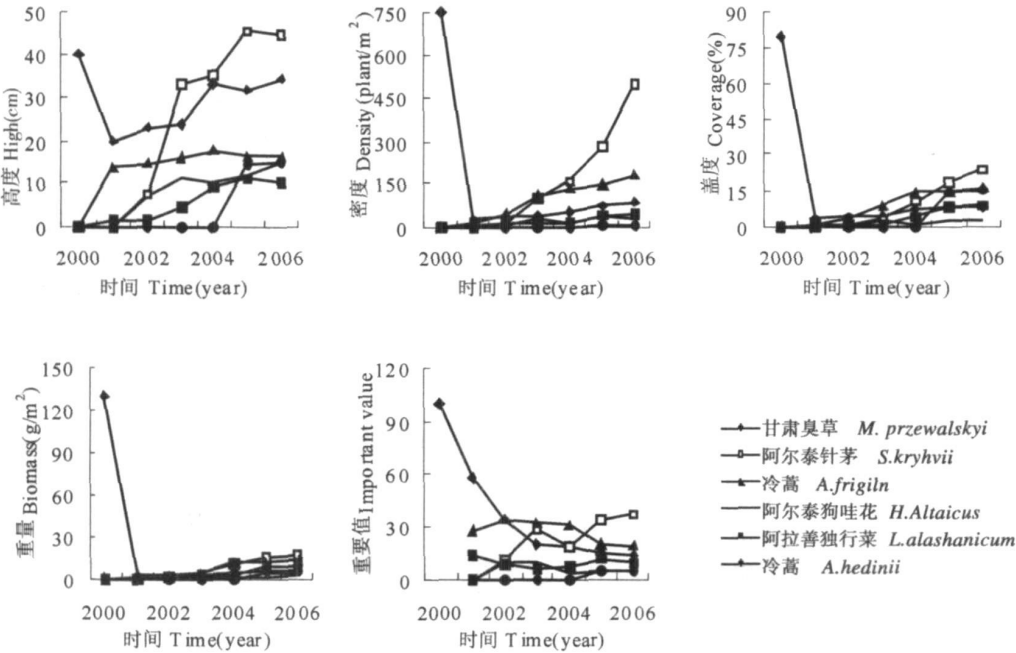 高度 High(cm)
50
40
30
20
10
0
2000 2002 2004 2006
时间 Time(year)
密度 Density(plant/m²)
750
600
450
300
150
0
2000 2002 2004 2006
时间 Time(year)
盖度 Coverage(%)
90
75
60
45
30
15
0
2000 2002 2004 2006
时间 Time(year)
重量 Biomass(g/m²)
150
120
90
60
30
0
2000 2002 2004 2006
时间 Time(year)
重要值 Important value
120
90
60
30
0
2000 2002 2004 2006
时间 Time(year)
甘肃臭草 M. przewalskyi
阿尔泰针茅 S.kryhvii
冷蒿 A.frigiln
阿尔泰狗哇花 H.Altaicus
阿拉善独行菜 L.alashanicum
冷蒿 A.hedinii